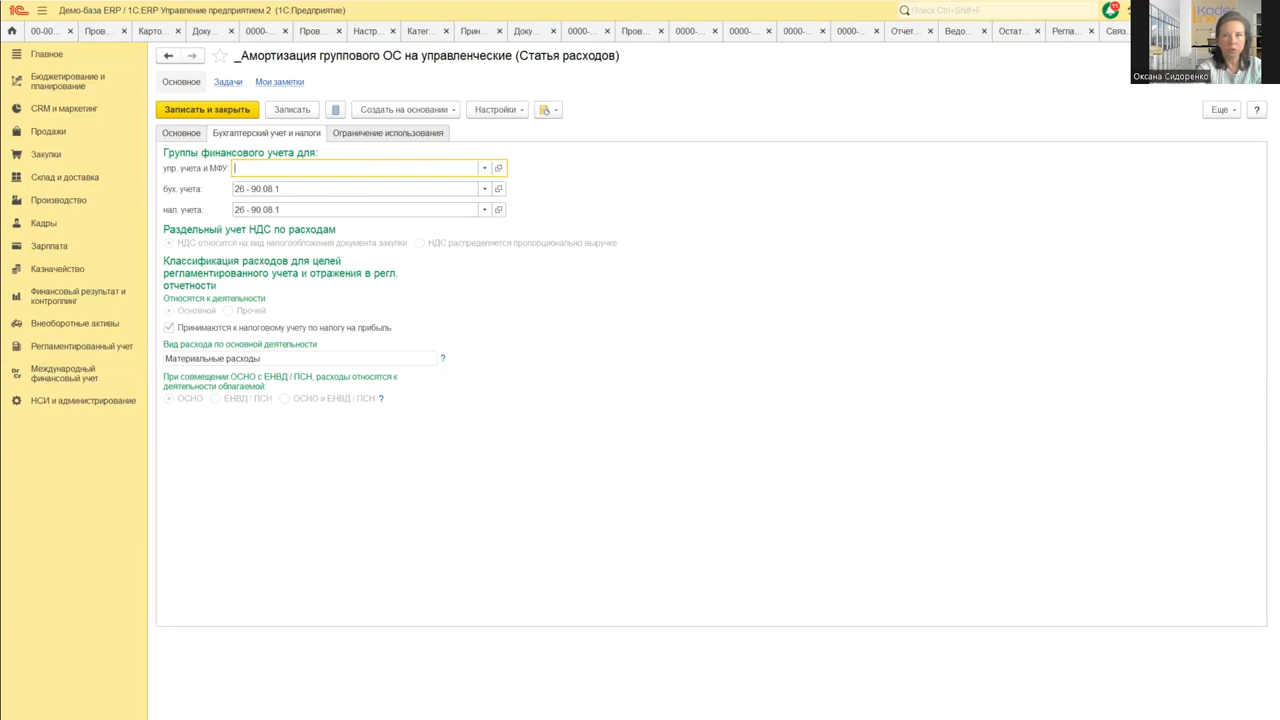 Демо-база ERP / 1С:ERP Управление предприятием 2 (1С:Предприятие)
Поиск Ctrl+Shift+F
11
00-00...
Пров...
Карто...
Доку...
0000-...
Пров...
Настр...
Катег...
Прин...
Доку...
0000-...
Пров...
0000-...
0000-...
0000-...
0000-...
Отчет...
Ведо...
Остат...
Регла...
Связ...
Главное
Бюджетирование и
планирование
CRM и маркетинг
Продажи
Закупки
Склад и доставка
Производство
Кадры
Зарплата
Казначейство
Финансовый результат и
контроллинг
Внеоборотные активы
Регламентированный учет
Международный
финансовый учет
НСИ и администрирование
_Амортизация группового ОС на управленческие (Статья расходов)
Основное Задачи Мои заметки
Записать и закрыть Записать Создать на основании Настройки Еще ?
Основное Бухгалтерский учет и налоги Ограничение использования
Группы финансового учета для:
упр. учета и МФУ
бух. учета: 26 - 90.08.1
нал. учета: 26 - 90.08.1
Раздельный учет НДС по расходам
НДС относится на вид налогообложения документа закупки НДС распределяется пропорционально выручке
Классификация расходов для целей
регламентированного учета и отражения в регл.
отчетности
Относятся к деятельности
Основной Прочей
Принимаются к налоговому учету по налогу на прибыль
Вид расхода по основной деятельности
Материальные расходы ?
При совмещении ОСНО с ЕНВД / ПСН, расходы относятся к
деятельности облагаемой:
ОСНО ЕНВД / ПСН ОСНО и ЕНВД / ПСН ?
Оксана Сидоренко